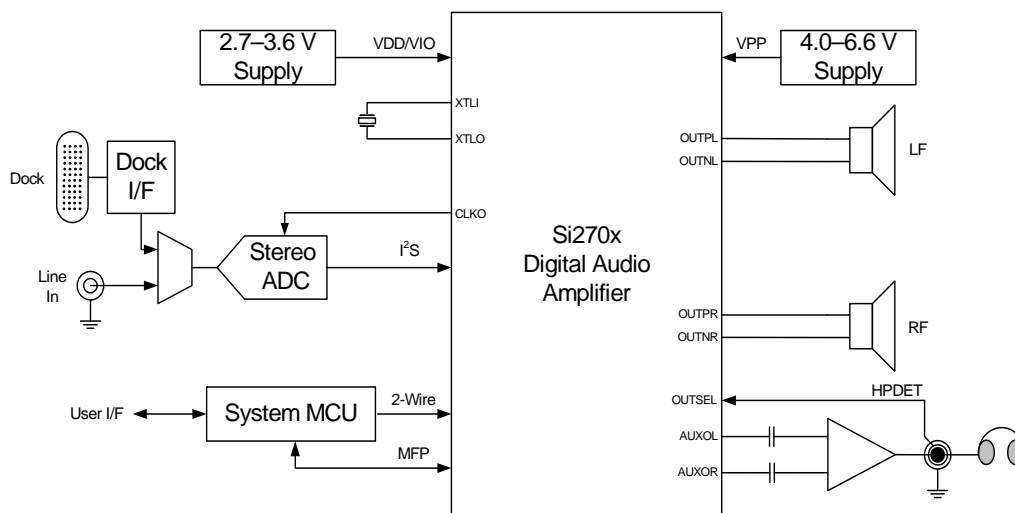 2.7–3.6 V
Supply
VDD/VIO
VPP
4.0–6.6 V
Supply
XTLI
XTLO
Dock
Dock
I/F
CLKO
OUTPL
OUTNL
LF
Line
In
Stereo
ADC
I²S
Si270x
Digital Audio
Amplifier
OUTPR
OUTNR
RF
User I/F
System MCU
2-Wire
MFP
OUTSEL
HPDET
AUXOL
AUXOR